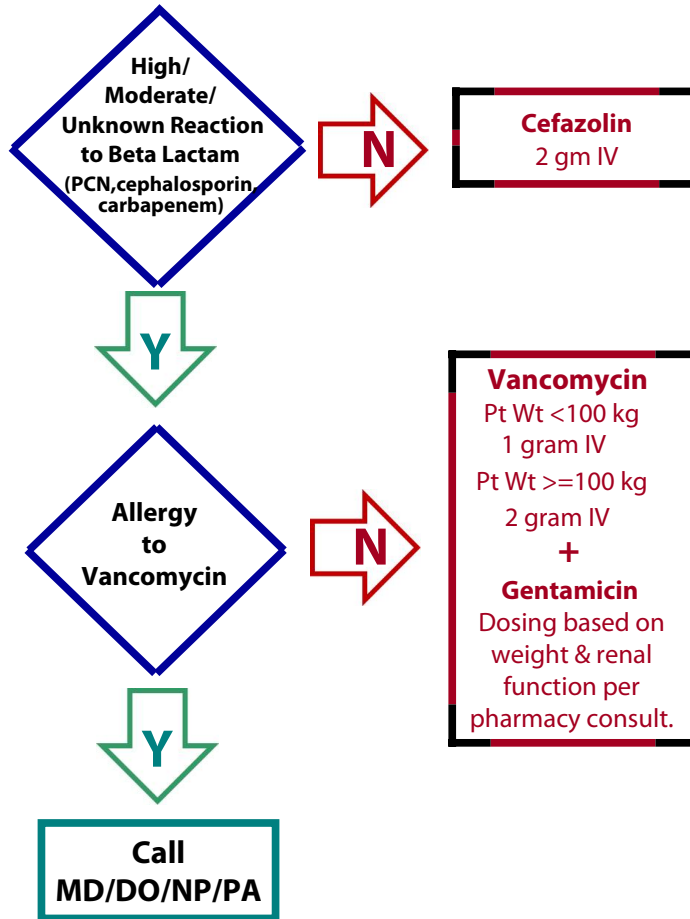 High/
Moderate/
Unknown Reaction
to Beta Lactam
(PCN,cephalosporin,
carbapenem)
N
Cefazolin
2 gm IV
Y
Allergy
to
Vancomycin
N
Vancomycin
Pt Wt <100 kg
1 gram IV
Pt Wt >=100 kg
2 gram IV
+
Gentamicin
Dosing based on
weight & renal
function per
pharmacy consult.
Y
Call
MD/DO/NP/PA